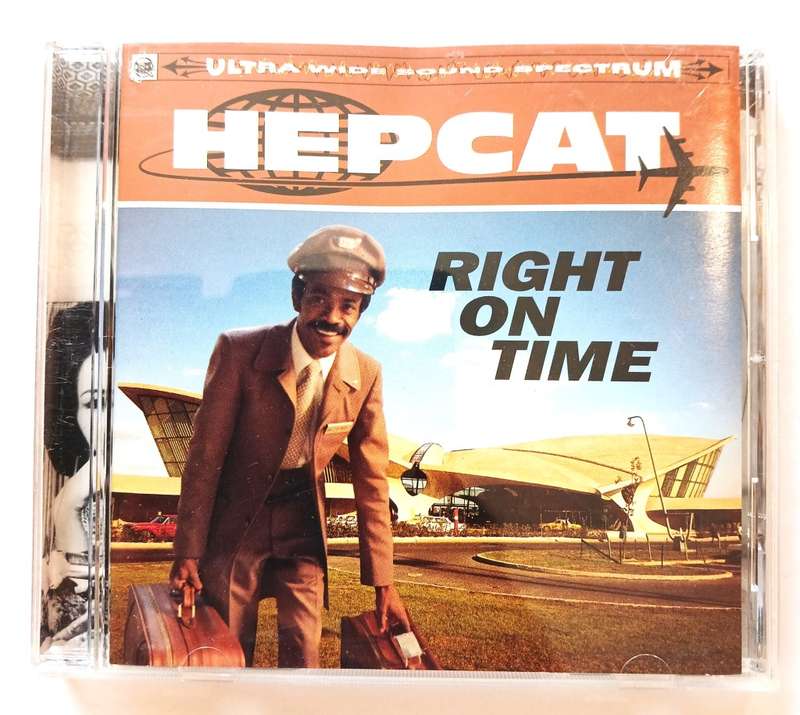 ULTRA WIDE SOUND SPECTRUM
HEPCAT
RIGHT
ON
TIME